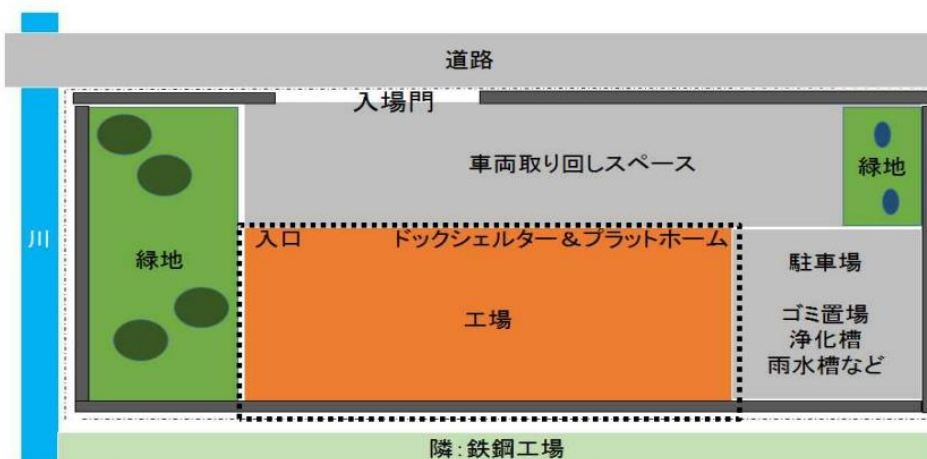 道路
入場門
車両取り回しスペース
緑地
川
緑地
入口
ドックシェルター&プラットホーム
工場
駐車場
ゴミ置場
浄化槽
雨水槽など
隣:鉄鋼工場